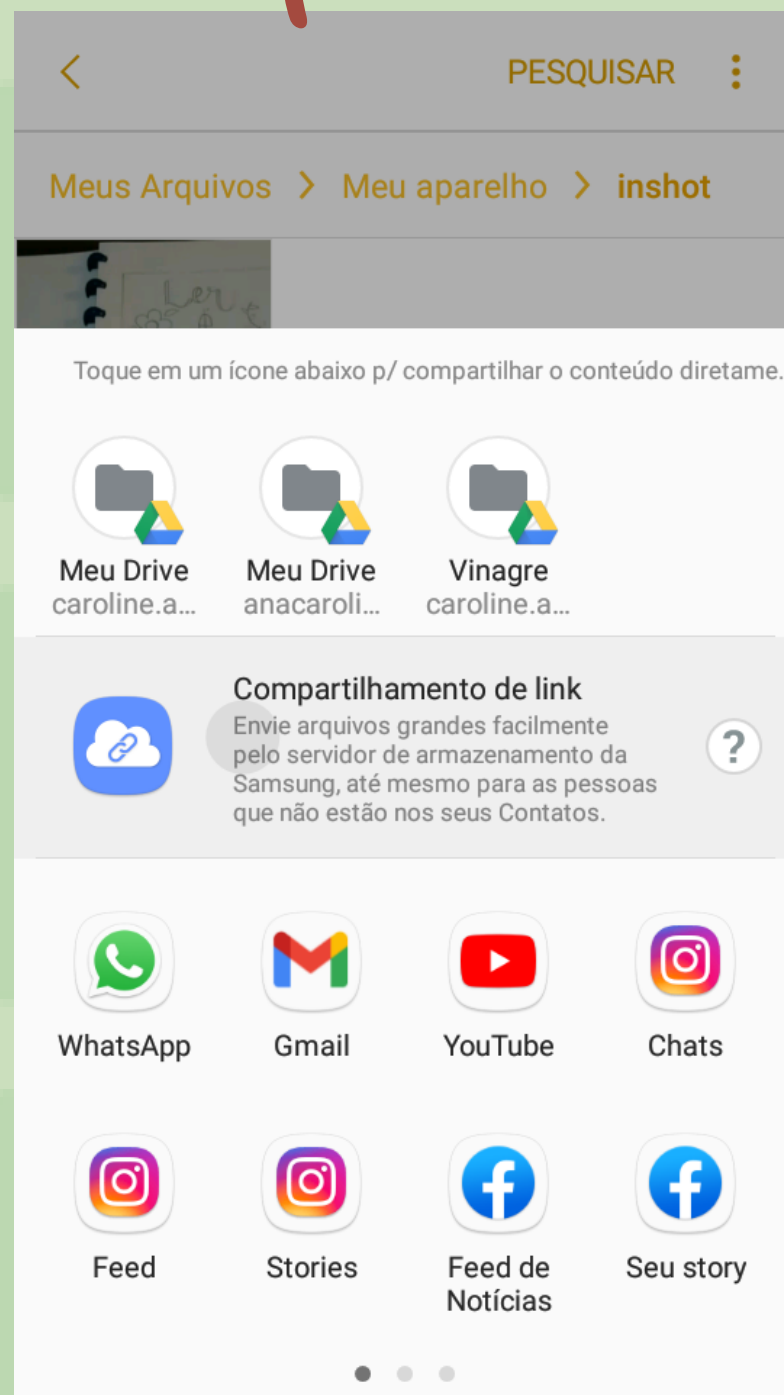 PESQUISAR
Meus Arquivos > Meu aparelho > inshot
Ler
Toque em um ícone abaixo p/ compartilhar o conteúdo diretame.
Meu Drive Meu Drive Vinagre
caroline.a... anacaroli... caroline.a...
Compartilhamento de link
Envie arquivos grandes facilmente
pelo servidor de armazenamento da
Samsung, até mesmo para as pessoas
que não estão nos seus Contatos.
?
WhatsApp Gmail YouTube Chats
Feed Stories Feed de Seu story
Notícias